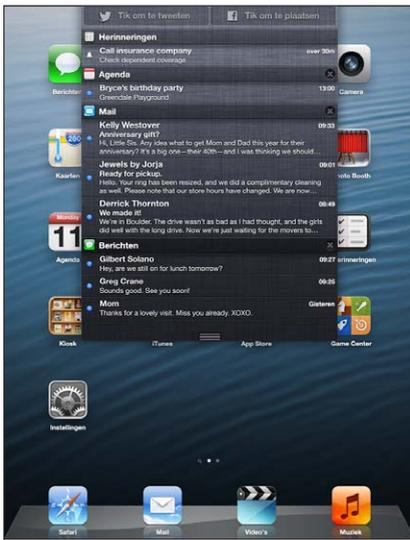 Tik om te tweeten
Tik om te plaatsen
Herinneringen
Call insurance company
over 30m
Check dependent coverage
Agenda
Bryce's birthday party
13:00
Greendale Playground
Mail
Kelly Westover
09:33
Anniversary gift?
Hi, Little Sis. Any idea what to get Mom and Dad this year for their
anniversary? It's a big one—their 40th—and I was thinking we should...
Jewels by Jorja
09:01
Ready for pickup.
Hello. Your ring has been resized, and we did a complimentary cleaning
as well. Please note that our store hours have changed. We are now...
Derrick Thornton
08:49
We made it!
We're in Boulder. The drive wasn't as bad as I had thought, and the girls
did well with the long drive. Now we're just waiting for the movers to...
Berichten
Gilbert Solano
09:27
Hey, are we still on for lunch tomorrow?
Greg Crane
09:25
Sounds good. See you soon!
Mom
Gisteren
Thanks for a lovely visit. Miss you already. XOXO.
Berichten
Camera
280
Kaarten
hoto Booth
Monday
11
Agenda
erinneringen
Kiosk
iTunes
App Store
Game Center
Instellingen
Safari
Mail
Video's
Muziek